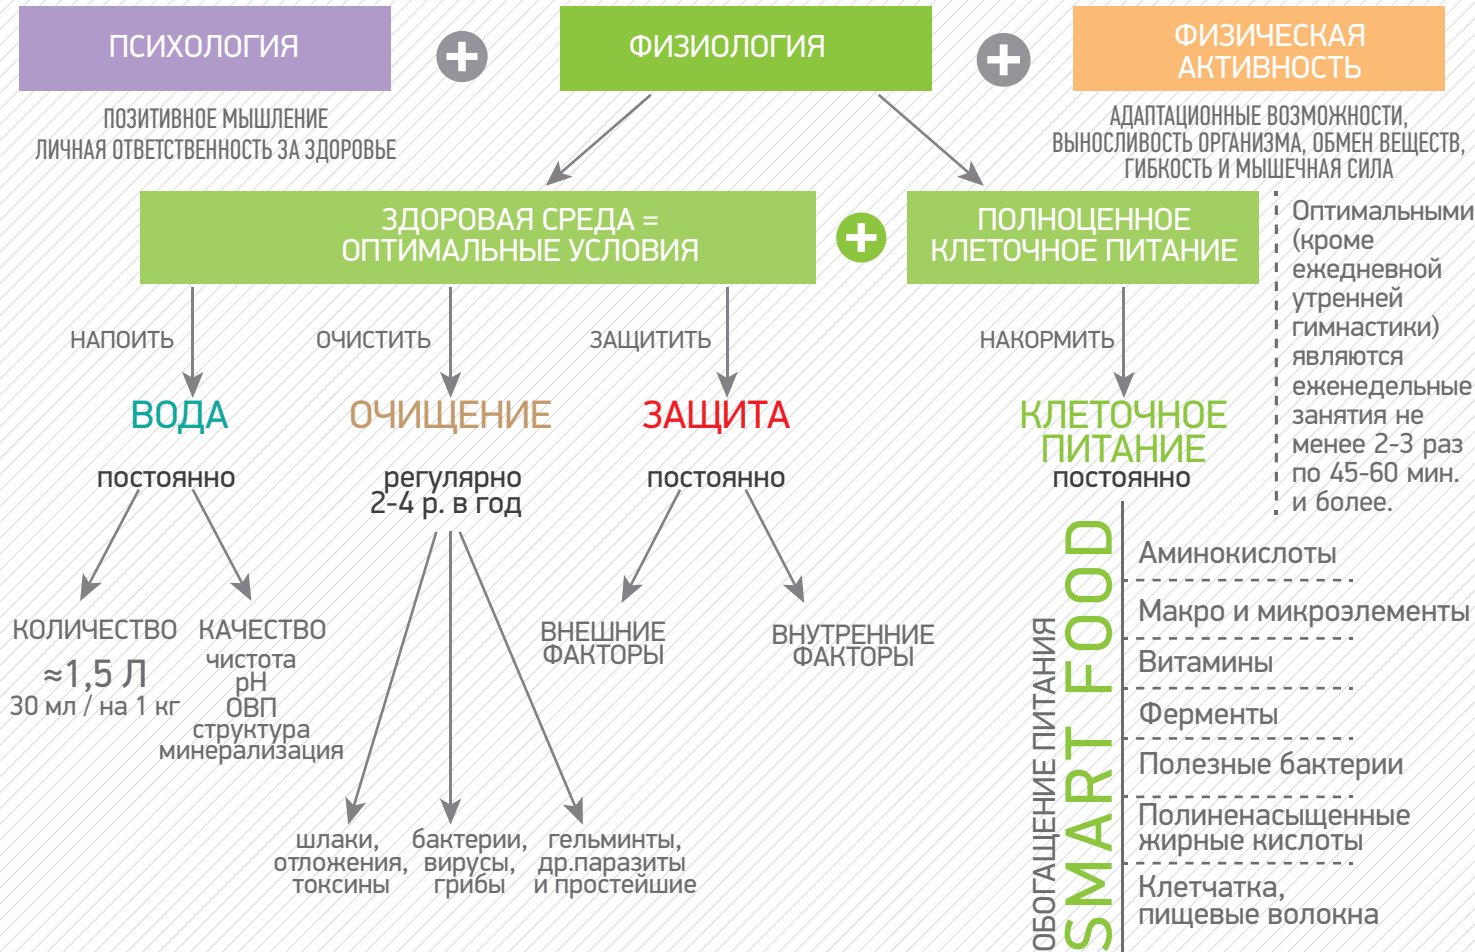 ПСИХОЛОГИЯ
ФИЗИОЛОГИЯ
ФИЗИЧЕСКАЯ
АКТИВНОСТЬ
ПОЗИТИВНОЕ МЫШЛЕНИЕ
ЛИЧНАЯ ОТВЕТСТВЕННОСТЬ ЗА ЗДОРОВЬЕ
АДАПТАЦИОННЫЕ ВОЗМОЖНОСТИ,
ВЫНОСЛИВОСТЬ ОРГАНИЗМА, ОБМЕН ВЕЩЕСТВ,
ГИБКОСТЬ И МЫШЕЧНАЯ СИЛА
ЗДОРОВАЯ СРЕДА =
ОПТИМАЛЬНЫЕ УСЛОВИЯ
ПОЛНОЦЕННОЕ
КЛЕТОЧНОЕ ПИТАНИЕ
Оптимальными
(кроме
ежедневной
утренней
гимнастики)
являются
еженедельные
занятия не
менее 2-3 раз
по 45-60 мин.
и более.
НАПОИТЬ
ОЧИСТИТЬ
ЗАЩИТИТЬ
НАКОРМИТЬ
ВОДА
постоянно
ОЧИЩЕНИЕ
регулярно
2-4 р. в год
ЗАЩИТА
постоянно
КЛЕТОЧНОЕ
ПИТАНИЕ
постоянно
КОЛИЧЕСТВО
≈1,5 Л
30 мл / на 1 кг
КАЧЕСТВО
чистота
pH
ОВП
структура
минерализация
ВНЕШНИЕ
ФАКТОРЫ
ВНУТРЕННИЕ
ФАКТОРЫ
шлаки,
отложения,
токсины
бактерии,
вирусы,
грибы
гельминты,
др.паразиты
и простейшие
ОБОГАЩЕНИЕ ПИТАНИЯ
SMART FOOD
Аминокислоты
Макро и микроэлементы
Витамины
Ферменты
Полезные бактерии
Полиненасыщенные
жирные кислоты
Клетчатка,
пищевые волокна